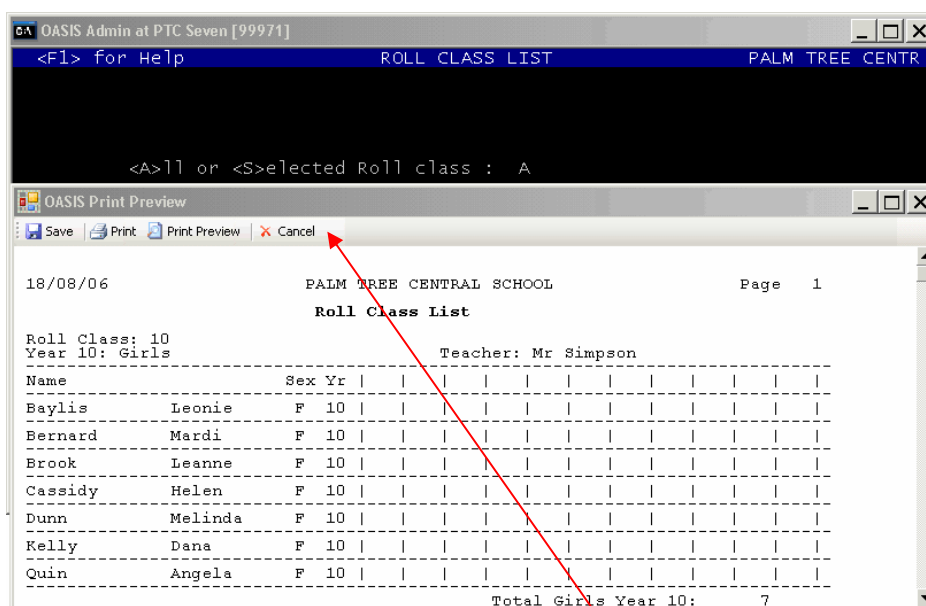 OASIS Admin at PTC Seven [99971]
<F1> for Help ROLL CLASS LIST PALM TREE CENTR
<A>ll or <S>elected Roll class : A
OASIS Print Preview
Save Print Print Preview Cancel
18/08/06 PALM TREE CENTRAL SCHOOL Page 1
Roll Class List
Roll Class: 10
Year 10: Girls Teacher: Mr Simpson
Name Sex Yr
Baylis Leonie F 10
Bernard Mardi F 10
Brook Leanne F 10
Cassidy Helen F 10
Dunn Melinda F 10
Kelly Dana F 10
Quin Angela F 10
Total Girls Year 10: 7